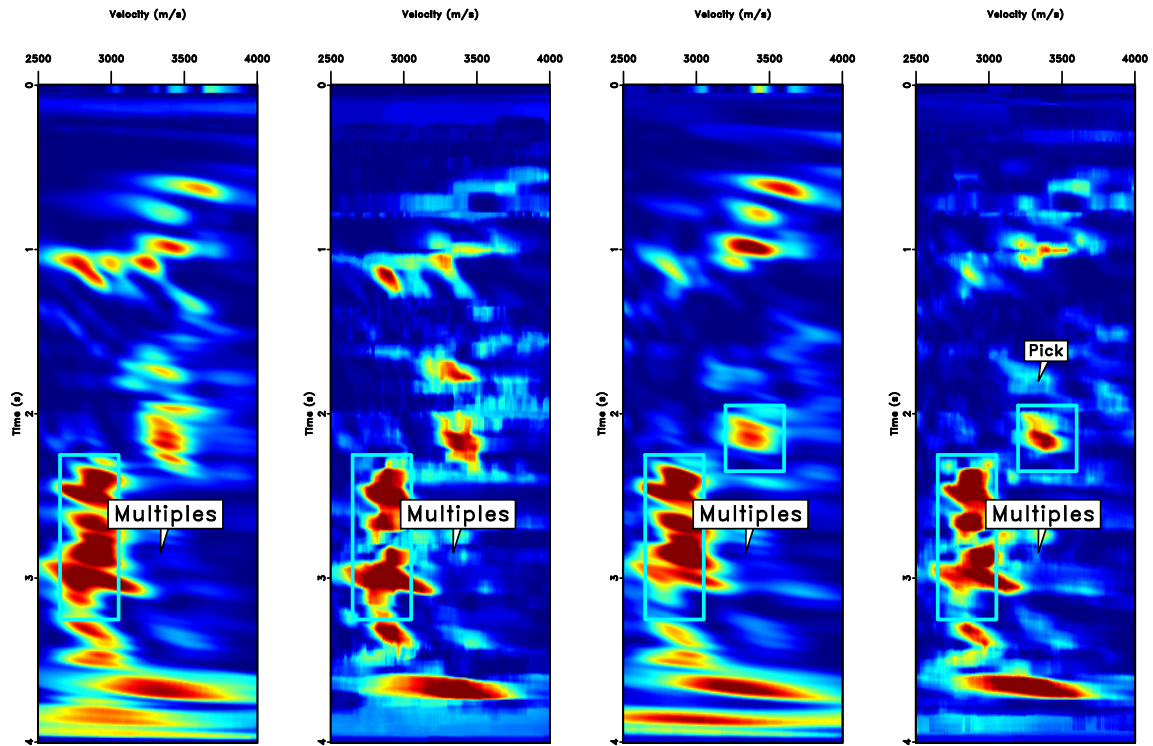 Velocity (m/s) Velocity (m/s) Velocity (m/s) Velocity (m/s)
2500 3000 3500 4000 2500 3000 3500 4000 2500 3000 3500 4000 2500 3000 3500 4000
0 0 0 0
1 1 1 1
Pick
Time (s) Time (s) Time (s) Time (s)
2 2 2 2
Multiples Multiples Multiples Multiples
3 3 3 3
4 4 4 4